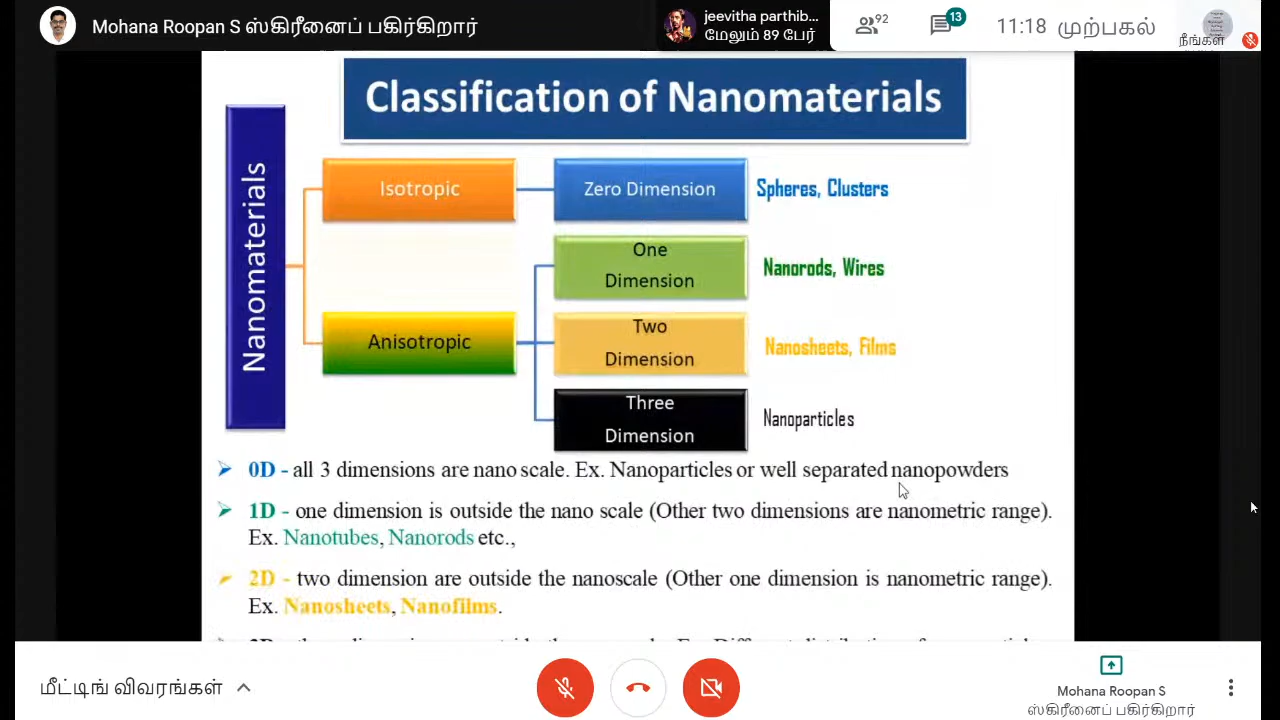 Mohana Roopan S ஸ்கிரீனைப் பகிர்கிறார்
jeevitha parthib...
மேலும் 89 பேர்
92
13
11:18 முற்பகல்
நீங்கள்
Classification of Nanomaterials
Nanomaterials
Isotropic
Zero Dimension
Spheres, Clusters
One
Dimension
Nanorods, Wires
Anisotropic
Two
Dimension
Nanosheets, Films
Three
Dimension
Nanoparticles
0D - all 3 dimensions are nano scale. Ex. Nanoparticles or well separated nanopowders
1D - one dimension is outside the nano scale (Other two dimensions are nanometric range).
Ex. Nanotubes, Nanorods etc.,
2D - two dimension are outside the nanoscale (Other one dimension is nanometric range).
Ex. Nanosheets, Nanofilms.
மீட்டிங் விவரங்கள்
Mohana Roopan S
ஸ்கிரீனைப் பகிர்கிறார்